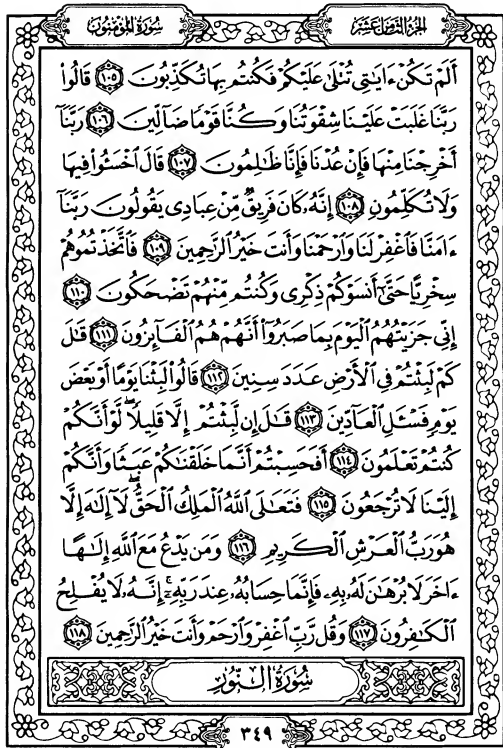 الجزء الثامن عشر
سورة المؤمنون
أَلَمْ تَكُنْ ءَايَٰتِى تُتْلَىٰ عَلَيْكُمْ فَكُنتُم بِهَا تُكَذِّبُونَ ١٠٥ قَالُوا۟
رَبَّنَا غَلَبَتْ عَلَيْنَا شِقْوَتُنَا وَكُنَّا قَوْمًا ضَآلِّينَ ١٠٦ رَبَّنَآ
أَخْرِجْنَا مِنْهَا فَإِنْ عُدْنَا فَإِنَّا ظَٰلِمُونَ ١٠٧ قَالَ ٱخْسَـُٔوا۟ فِيهَا
وَلَا تُكَلِّمُونِ ١٠٨ إِنَّهُۥ كَانَ فَرِيقٌ مِّنْ عِبَادِى يَقُولُونَ رَبَّنَآ
ءَامَنَّا فَٱغْفِرْ لَنَا وَٱرْحَمْنَا وَأَنتَ خَيْرُ ٱلرَّٰحِمِينَ ١٠٩ فَٱتَّخَذْتُمُوهُمْ
سِخْرِيًّا حَتَّىٰٓ أَنسَوْكُمْ ذِكْرِى وَكُنتُم مِّنْهُمْ تَضْحَكُونَ ١١٠
إِنِّى جَزَيْتُهُمُ ٱلْيَوْمَ بِمَا صَبَرُوٓا۟ أَنَّهُمْ هُمُ ٱلْفَآئِزُونَ ١١١ قَٰلَ
كَمْ لَبِثْتُمْ فِى ٱلْأَرْضِ عَدَدَ سِنِينَ ١١٢ قَالُوا۟ لَبِثْنَا يَوْمًا أَوْ بَعْضَ
يَوْمٍ فَسْـَٔلِ ٱلْعَآدِّينَ ١١٣ قَٰلَ إِن لَّبِثْتُمْ إِلَّا قَلِيلًا ۖ لَّوْ أَنَّكُمْ
كُنتُمْ تَعْلَمُونَ ١١٤ أَفَحَسِبْتُمْ أَنَّمَا خَلَقْنَٰكُمْ عَبَثًا وَأَنَّكُمْ
إِلَيْنَا لَا تُرْجَعُونَ ١١٥ فَتَعَٰلَى ٱللَّهُ ٱلْمَلِكُ ٱلْحَقُّ ۖ لَآ إِلَٰهَ إِلَّا
هُوَ رَبُّ ٱلْعَرْشِ ٱلْكَرِيمِ ١١٦ وَمَن يَدْعُ مَعَ ٱللَّهِ إِلَٰهًا
ءَاخَرَ لَا بُرْهَٰنَ لَهُۥ بِهِۦ فَإِنَّمَا حِسَابُهُۥ عِندَ رَبِّهِۦٓ ۚ إِنَّهُۥ لَا يُفْلِحُ
ٱلْكَٰفِرُونَ ١١٧ وَقُل رَّبِّ ٱغْفِرْ وَٱرْحَمْ وَأَنتَ خَيْرُ ٱلرَّٰحِمِينَ ١١٨
سورة النور
٣٤٩